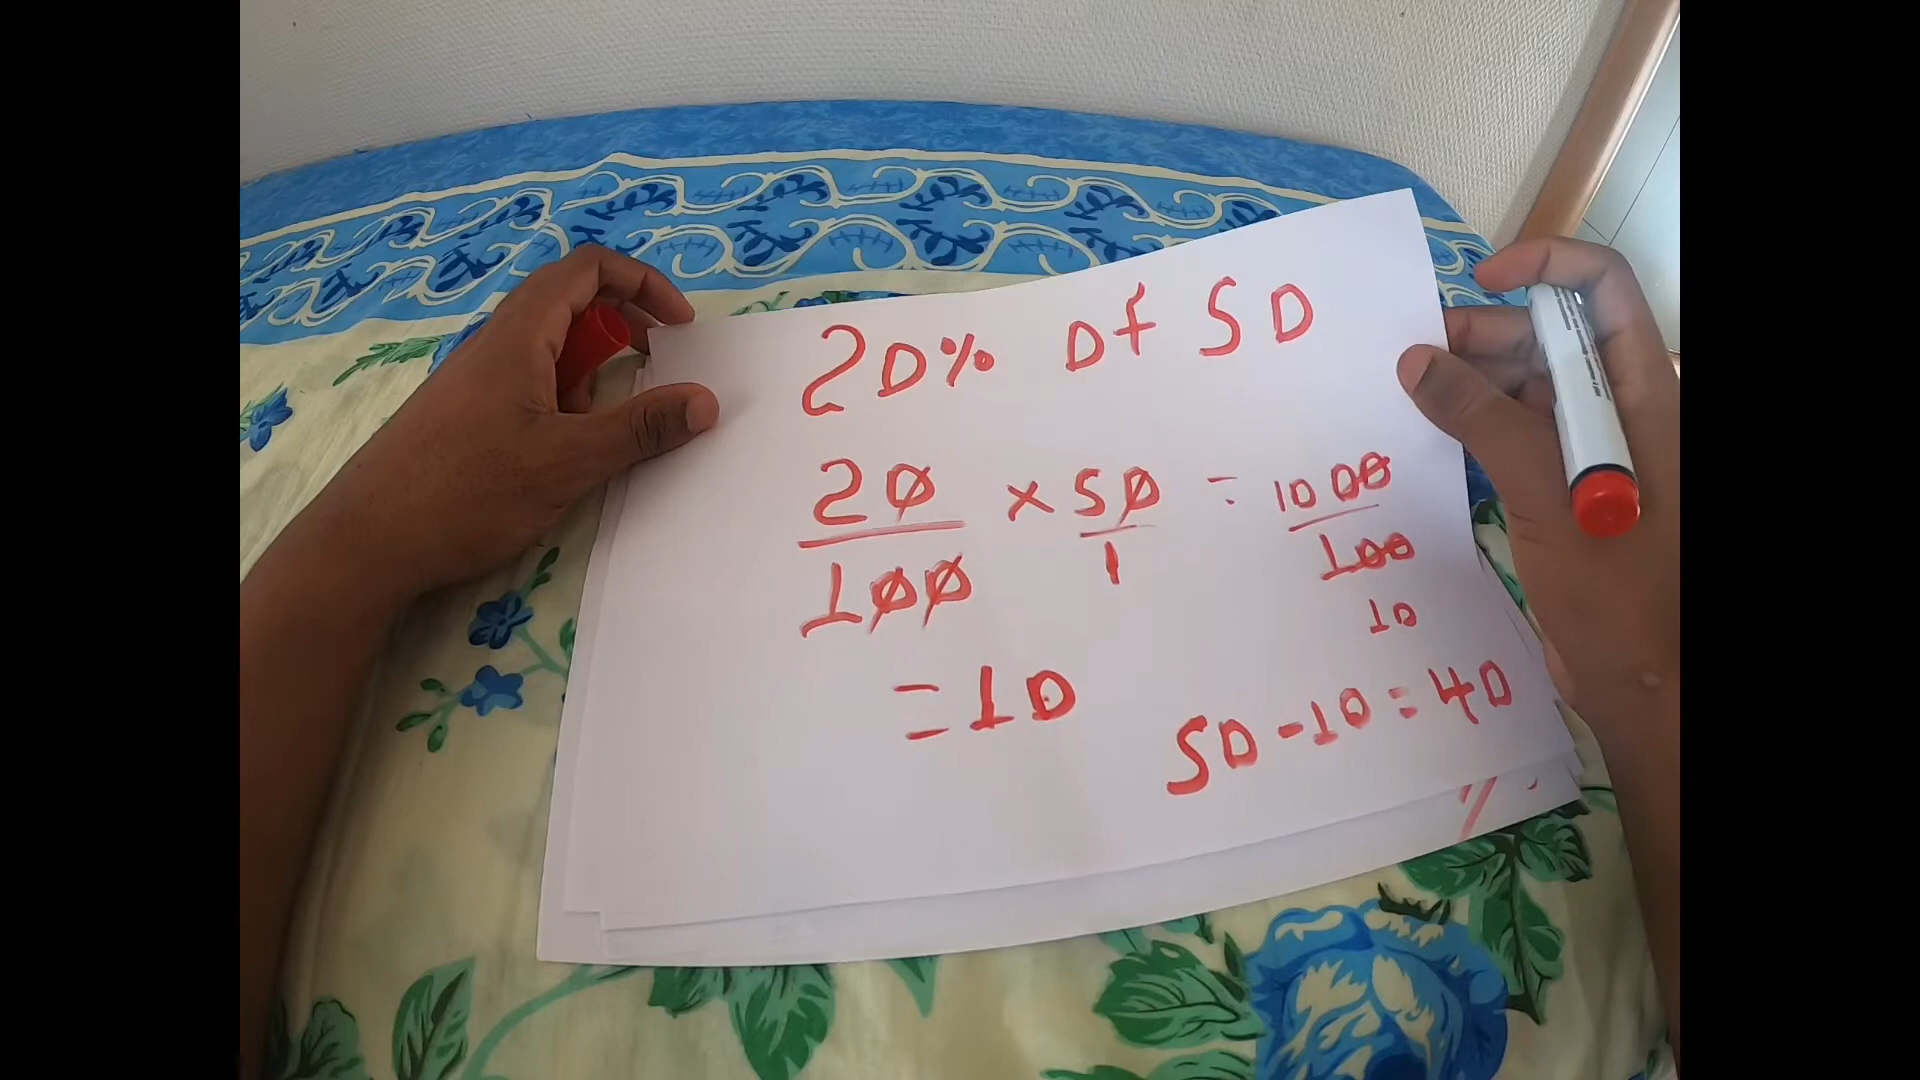 20% of 50
20/100 × 50/1 = 1000/100
10
= 10
50 - 10 = 40